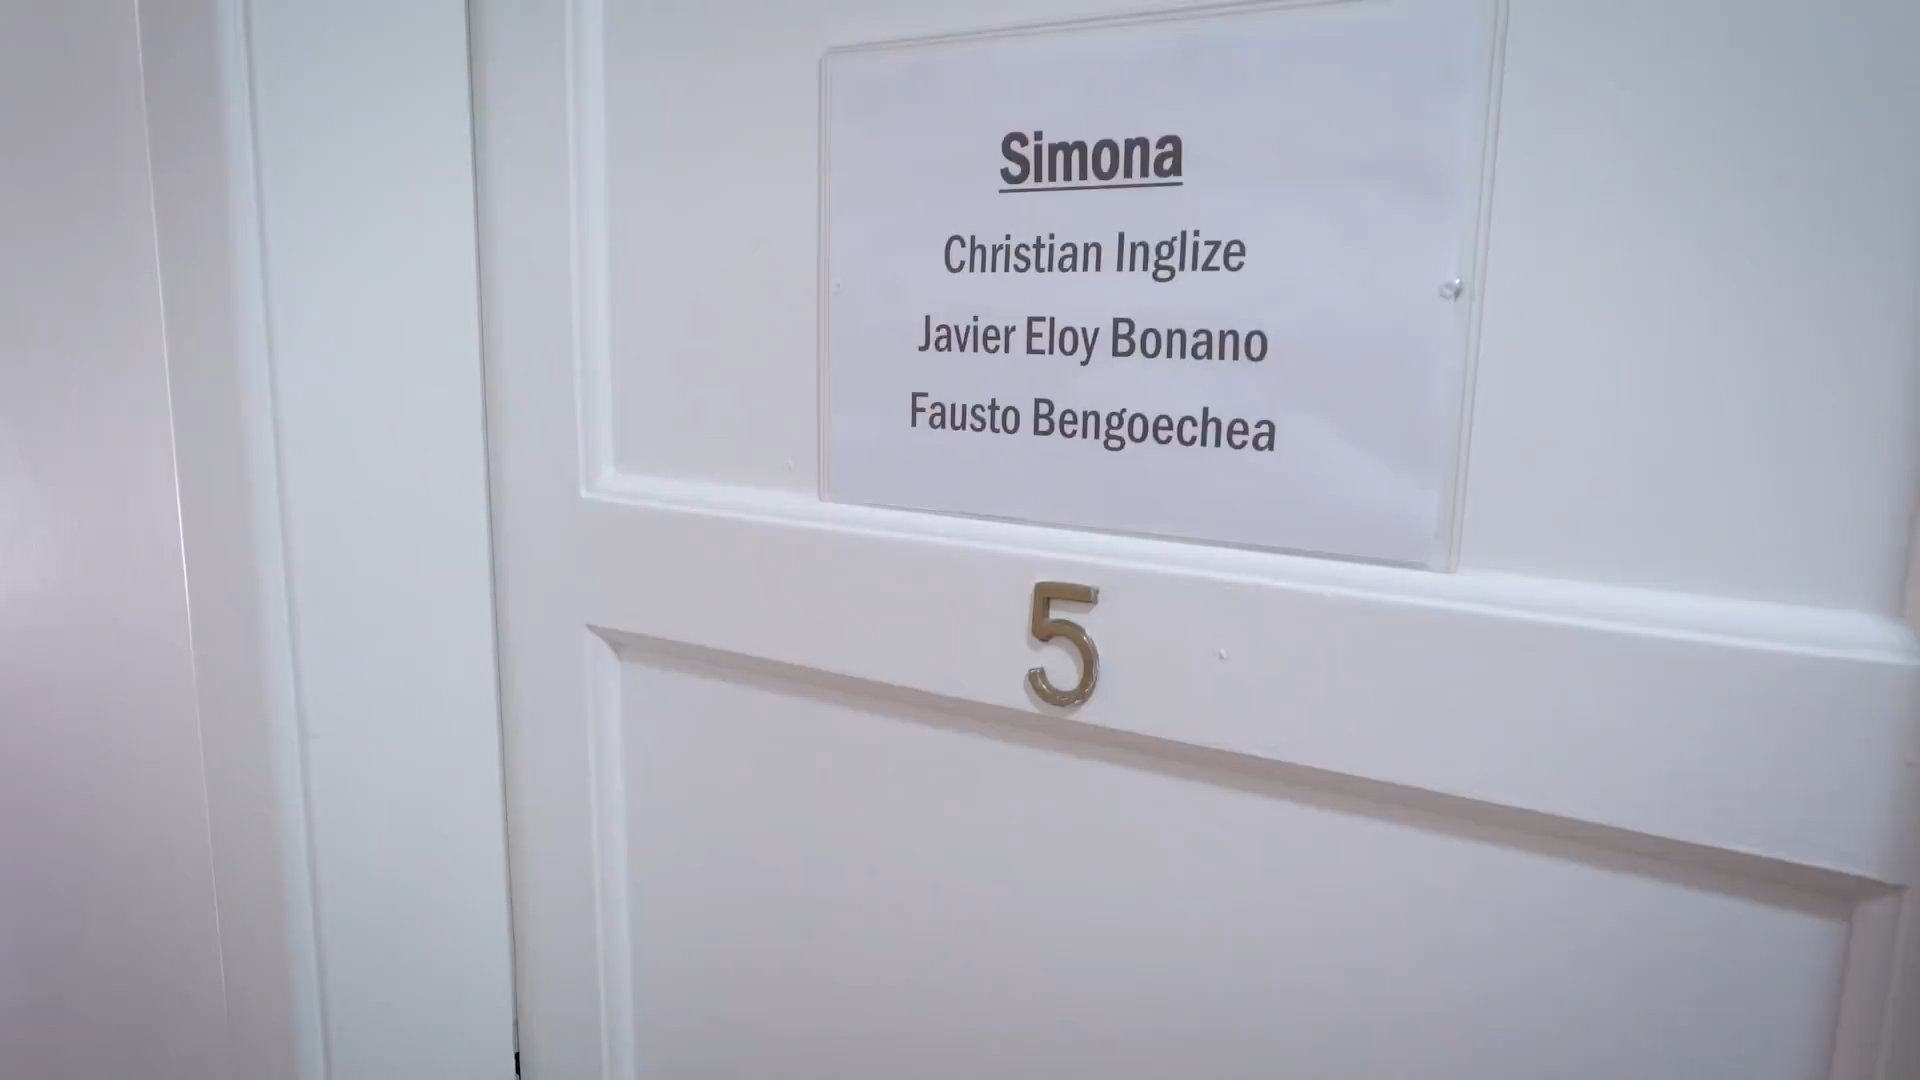 Simona
Christian Inglize
Javier Eloy Bonano
Fausto Bengoechea
5